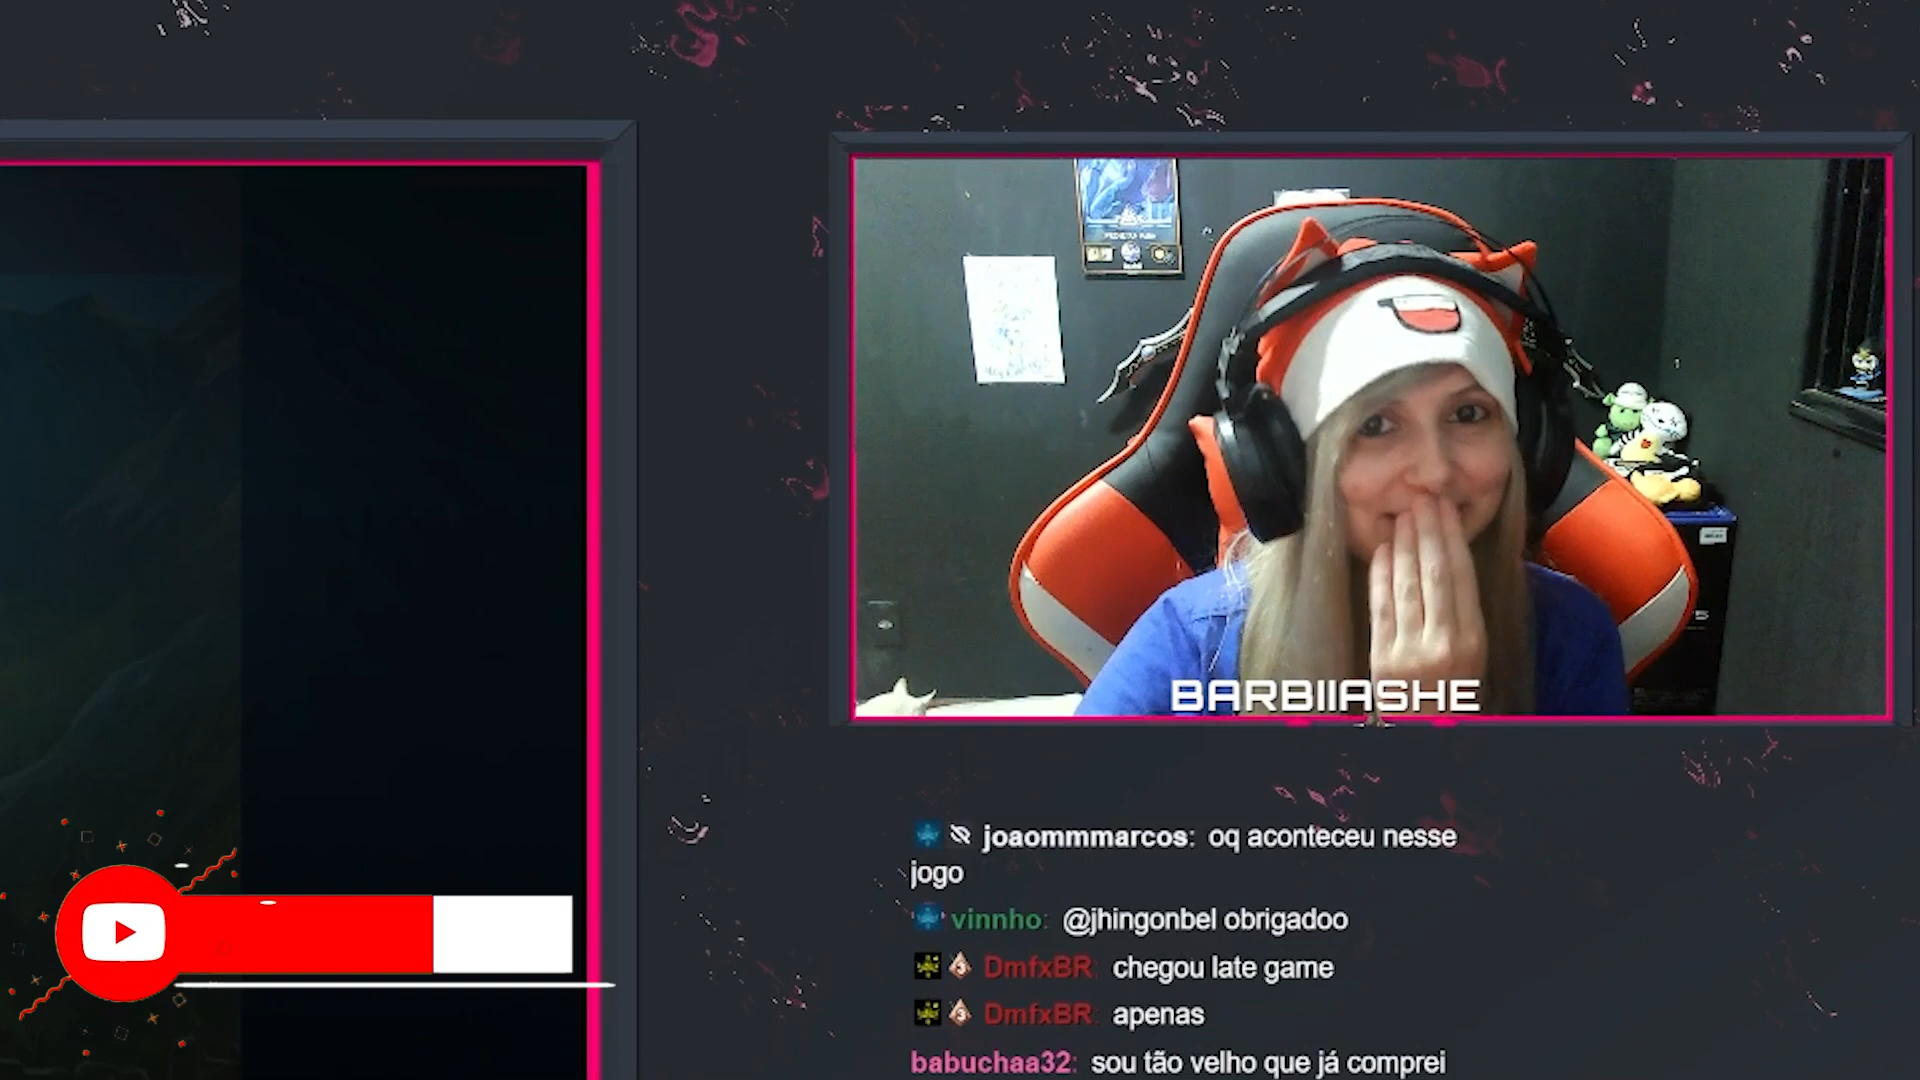 BARBIIASHE
joaommmarcos: oq aconteceu nesse
jogo
vinnho: @jhingonbel obrigadoo
DmfxBR: chegou late game
DmfxBR: apenas
babuchaa32: sou tão velho que já comprei